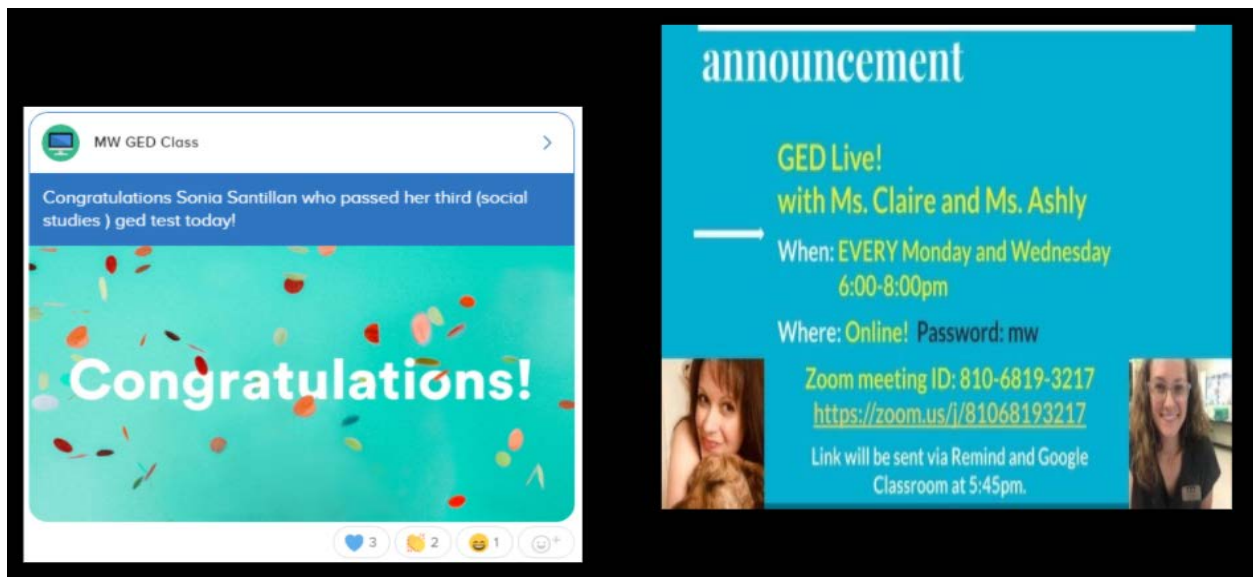 MW GED Class
Congratulations Sonia Santillan who passed her third (social
studies ) ged test today!
Congratulations!
3
2
1
announcement
GED Live!
with Ms. Claire and Ms. Ashly
When: EVERY Monday and Wednesday
6:00-8:00pm
Where: Online! Password: mw
Zoom meeting ID: 810-6819-3217
https://zoom.us/j/81068193217
Link will be sent via Remind and Google
Classroom at 5:45pm.